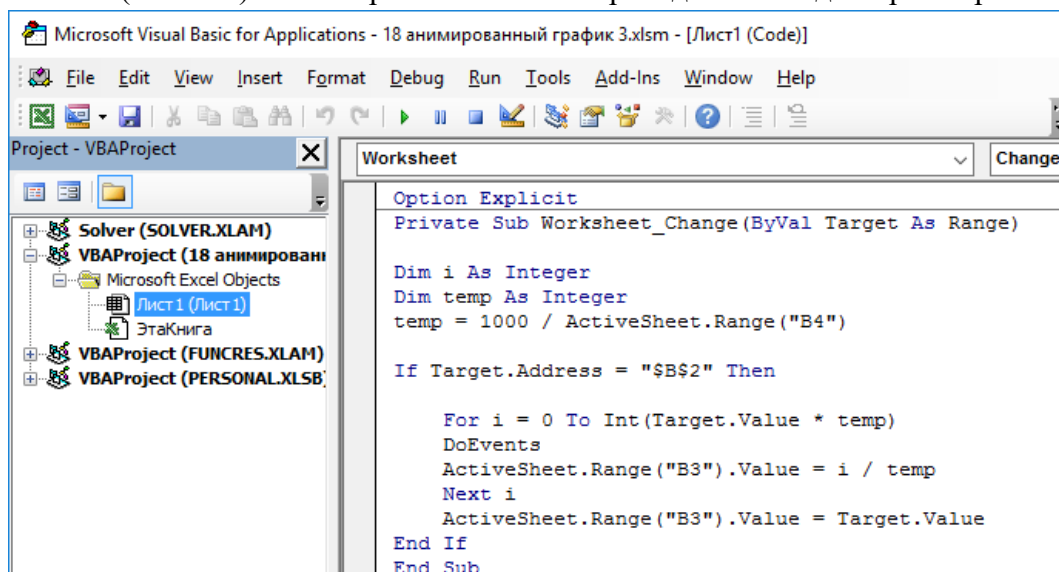 Microsoft Visual Basic for Applications - 18 анимированный график 3.xlsm - [Лист1 (Code)]
File Edit View Insert Format Debug Run Tools Add-Ins Window Help
Project - VBAProject
Worksheet
Change
Solver (SOLVER.XLAM)
VBAProject (18 анимированн
Microsoft Excel Objects
Лист1 (Лист1)
ЭтаКнига
VBAProject (FUNCRES.XLAM)
VBAProject (PERSONAL.XLSB)
Option Explicit
Private Sub Worksheet_Change(ByVal Target As Range)
Dim i As Integer
Dim temp As Integer
temp = 1000 / ActiveSheet.Range("B4")
If Target.Address = "$B$2" Then
For i = 0 To Int(Target.Value * temp)
DoEvents
ActiveSheet.Range("B3").Value = i / temp
Next i
ActiveSheet.Range("B3").Value = Target.Value
End If
End Sub